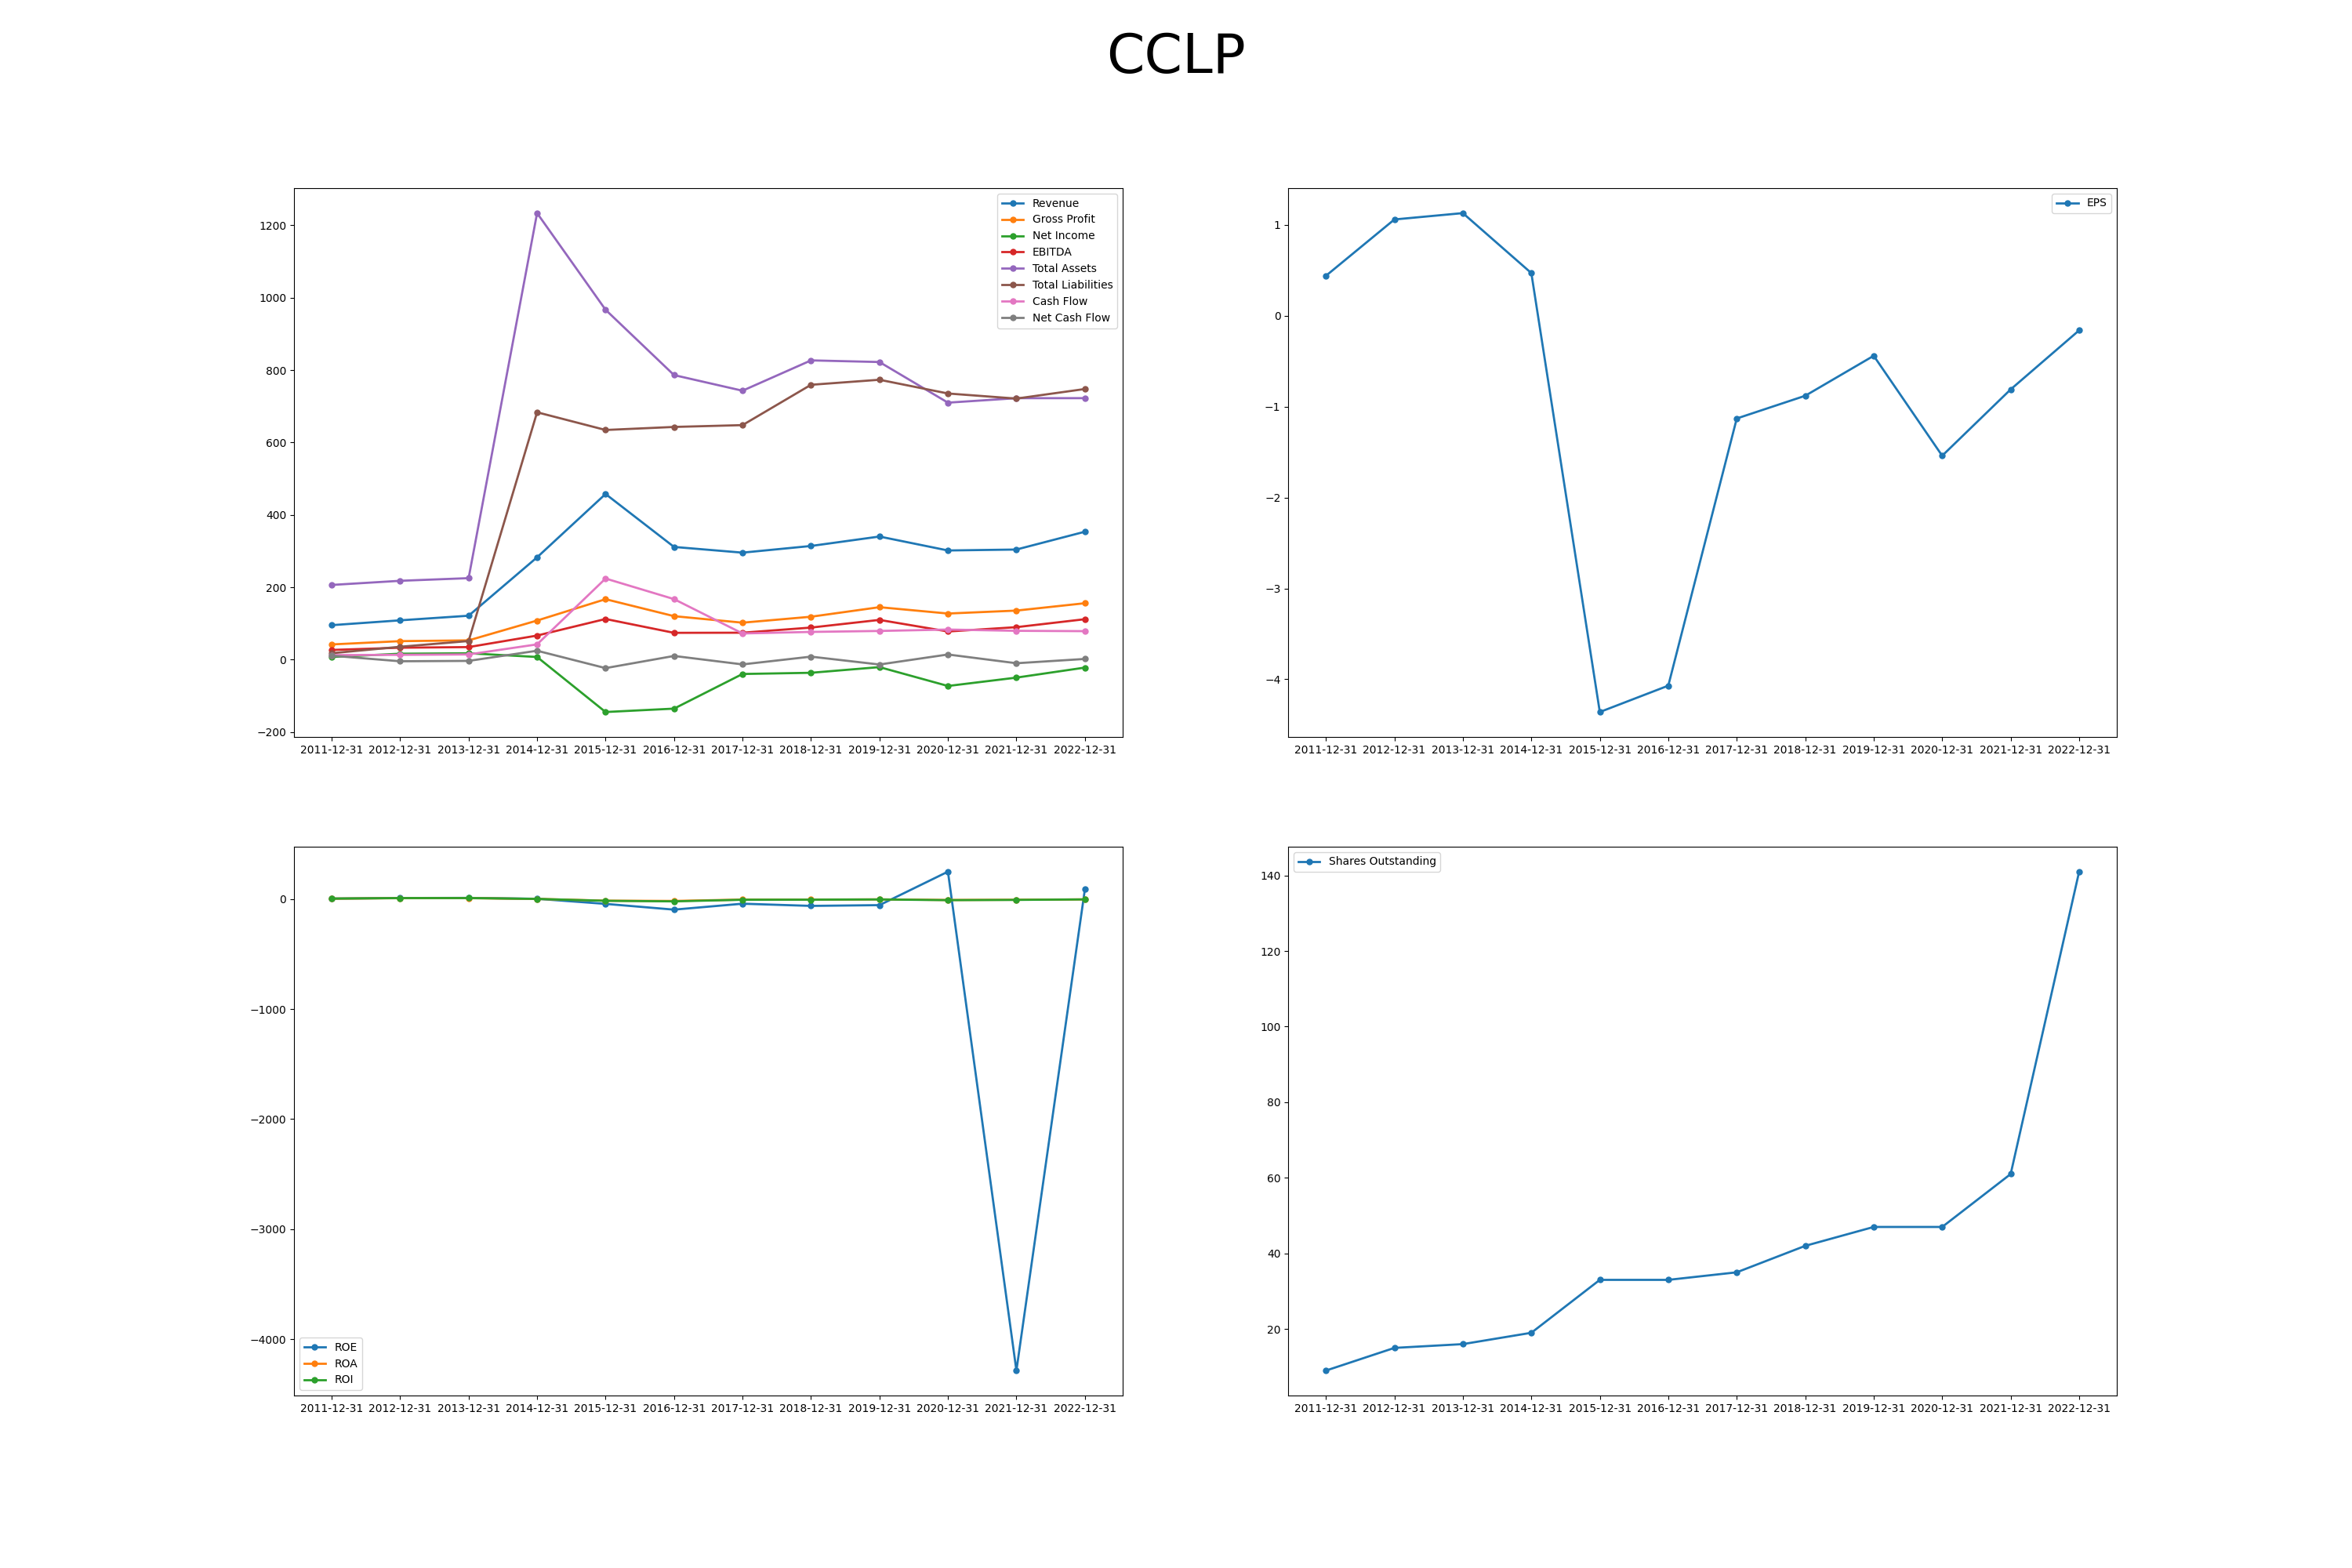 CCLP
1200
1000
800
600
400
200
0
−200
2011-12-31 2012-12-31 2013-12-31 2014-12-31 2015-12-31 2016-12-31 2017-12-31 2018-12-31 2019-12-31 2020-12-31 2021-12-31 2022-12-31
Revenue
Gross Profit
Net Income
EBITDA
Total Assets
Total Liabilities
Cash Flow
Net Cash Flow
1
0
−1
−2
−3
−4
2011-12-31 2012-12-31 2013-12-31 2014-12-31 2015-12-31 2016-12-31 2017-12-31 2018-12-31 2019-12-31 2020-12-31 2021-12-31 2022-12-31
EPS
0
−1000
−2000
−3000
−4000
2011-12-31 2012-12-31 2013-12-31 2014-12-31 2015-12-31 2016-12-31 2017-12-31 2018-12-31 2019-12-31 2020-12-31 2021-12-31 2022-12-31
ROE
ROA
ROI
140
120
100
80
60
40
20
2011-12-31 2012-12-31 2013-12-31 2014-12-31 2015-12-31 2016-12-31 2017-12-31 2018-12-31 2019-12-31 2020-12-31 2021-12-31 2022-12-31
Shares Outstanding